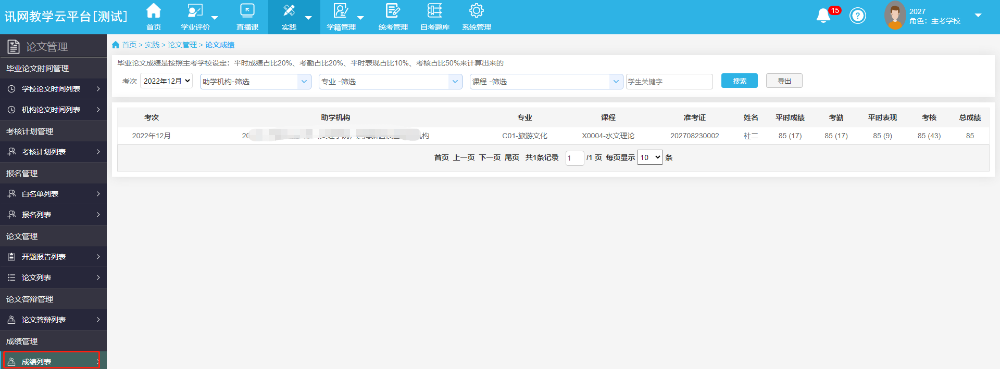 讯网教学云平台[测试]
首页
学业评价
直播课
实践
学籍管理
统考管理
自考题库
系统管理
15
2027
角色：主考学校
论文管理
毕业论文时间管理
学校论文时间列表
机构论文时间列表
考核计划管理
考核计划列表
报名管理
白名单列表
报名列表
论文管理
开题报告列表
论文列表
论文答辩管理
论文答辩列表
成绩管理
成绩列表
首页 > 实践 > 论文管理 > 论文成绩
毕业论文成绩是按照主考学校设定：平时成绩占比20%、考勤占比20%、平时表现占比10%、考核占比50%来计算出来的
考次 2022年12月 助学机构-筛选 专业 -筛选 课程 -筛选 学生关键字 搜索 导出
考次 助学机构 专业 课程 准考证 姓名 平时成绩 考勤 平时表现 考核 总成绩
2022年12月 20 机构 C01-旅游文化 X0004-水文理论 202708230002 杜二 85 (17) 85 (17) 85 (9) 85 (43) 85
首页 上一页 下一页 尾页 共1条记录 1 /1 页 每页显示 10 条